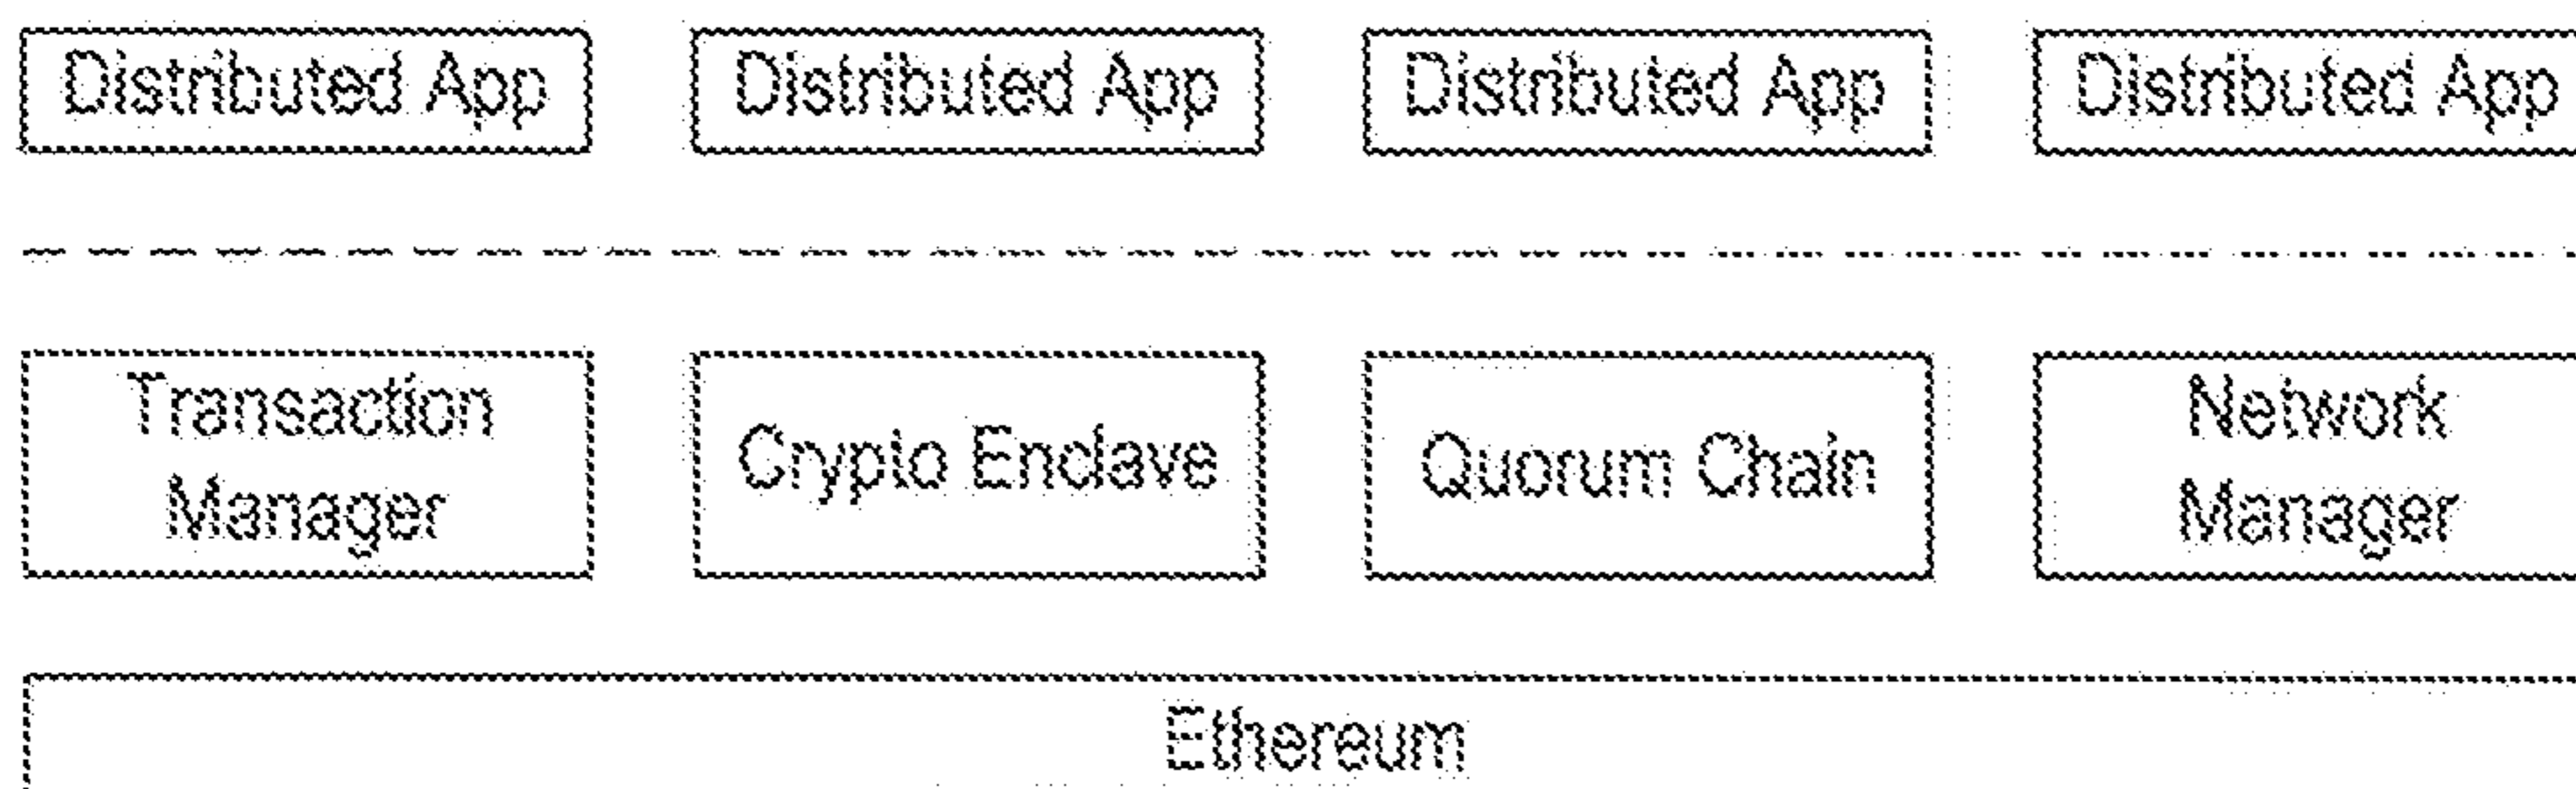 Distributed App
Distributed App
Distributed App
Distributed App
Transaction
Manager
Crypto Enclave
Quorum Chain
Network
Manager
Ethereum